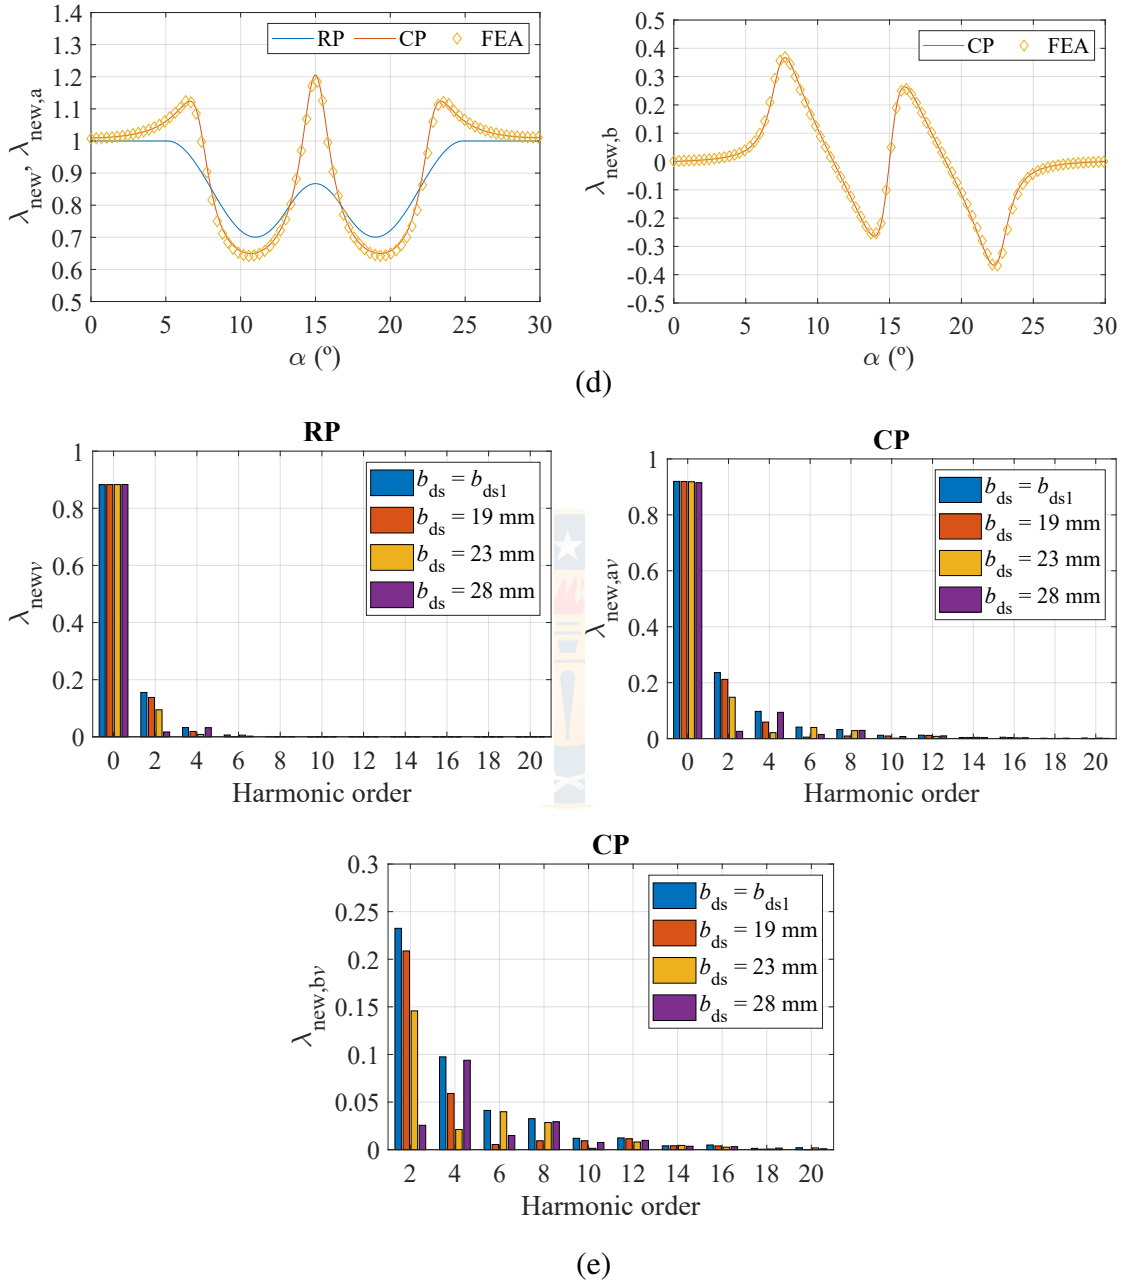 1.4
1.3
1.2
1.1
1
0.9
0.8
0.7
0.6
0.5
λnew, λnew,a
RP CP FEA
0 5 10 15 20 25 30
α (º)
0.5
0.4
0.3
0.2
0.1
0
-0.1
-0.2
-0.3
-0.4
-0.5
λnew,b
CP FEA
0 5 10 15 20 25 30
α (º)
(d)
RP
1
0.8
0.6
0.4
0.2
0
λnewν
bds = bds1
bds = 19 mm
bds = 23 mm
bds = 28 mm
0 2 4 6 8 10 12 14 16 18 20
Harmonic order
CP
1
0.8
0.6
0.4
0.2
0
λnew,aν
bds = bds1
bds = 19 mm
bds = 23 mm
bds = 28 mm
0 2 4 6 8 10 12 14 16 18 20
Harmonic order
CP
0.3
0.25
0.2
0.15
0.1
0.05
0
λnew,bν
bds = bds1
bds = 19 mm
bds = 23 mm
bds = 28 mm
2 4 6 8 10 12 14 16 18 20
Harmonic order
(e)